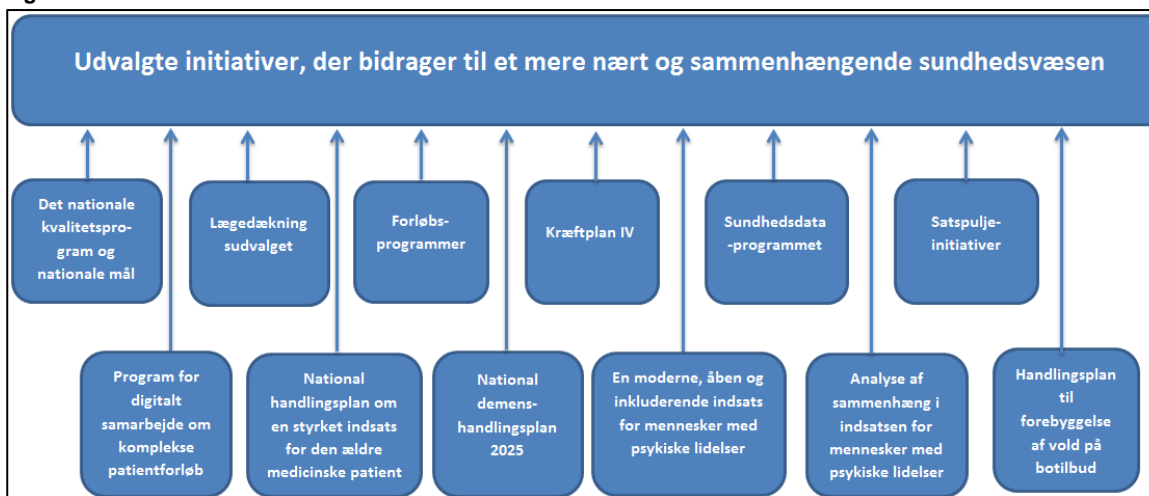 Udvalgte initiativer, der bidrager til et mere nært og sammenhængende sundhedsvæsen
Det nationale
kvalitetspro-
gram og
nationale mål
Lægedækning
sudvalget
Forløbs-
programmer
Kræftplan IV
Sundhedsdata
-programmet
Satspulje-
initiativer
Program for
digitalt
samarbejde om
komplekse
patientforløb
National
handlingsplan om
en styrket indsats
for den ældre
medicinske patient
National
demens-
handlingsplan
2025
En moderne, åben og
inkluderende indsats
for mennesker med
psykiske lidelser
Analyse af
sammenhæng i
indsatsen for
mennesker med
psykiske lidelser
Handlingsplan
til
forebyggelse
af vold på
botilbud